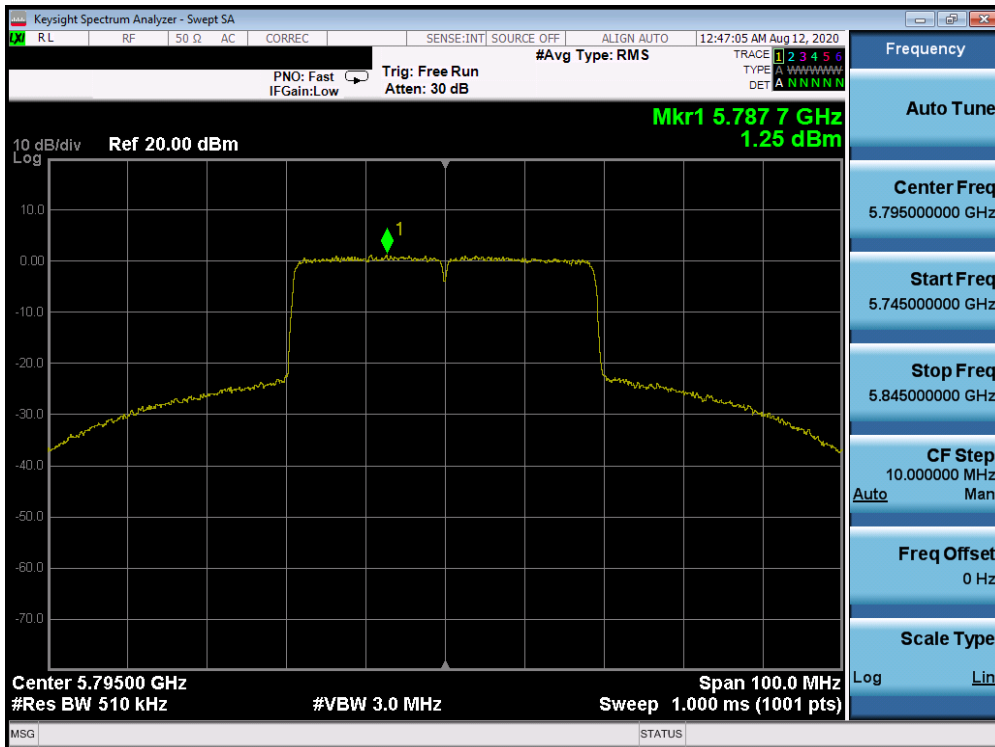 Keysight Spectrum Analyzer - Swept SA
LXI RL RF 50 Ω AC CORREC SENSE:INT SOURCE OFF ALIGN AUTO 12:47:05 AM Aug 12, 2020
#Avg Type: RMS TRACE 1 2 3 4 5 6
PNO: Fast Trig: Free Run TYPE A WWWWW
IFGain:Low Atten: 30 dB DET A N N N N N
Mkr1 5.787 7 GHz
1.25 dBm
10 dB/div Ref 20.00 dBm
Log
10.0
1
0.00
-10.0
-20.0
-30.0
-40.0
-50.0
-60.0
-70.0
Center 5.79500 GHz Span 100.0 MHz
#Res BW 510 kHz #VBW 3.0 MHz Sweep 1.000 ms (1001 pts)
MSG STATUS
Frequency
Auto Tune
Center Freq
5.795000000 GHz
Start Freq
5.745000000 GHz
Stop Freq
5.845000000 GHz
CF Step
10.000000 MHz
Auto Man
Freq Offset
0 Hz
Scale Type
Log Lin